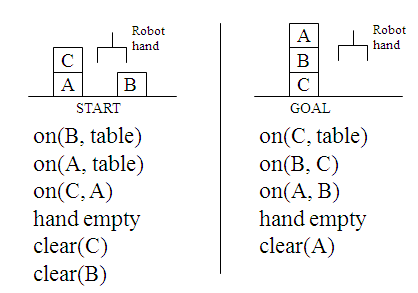 Robot
hand
C
A
B
START
on(B, table)
on(A, table)
on(C, A)
hand empty
clear(C)
clear(B)
Robot
hand
A
B
C
GOAL
on(C, table)
on(B, C)
on(A, B)
hand empty
clear(A)